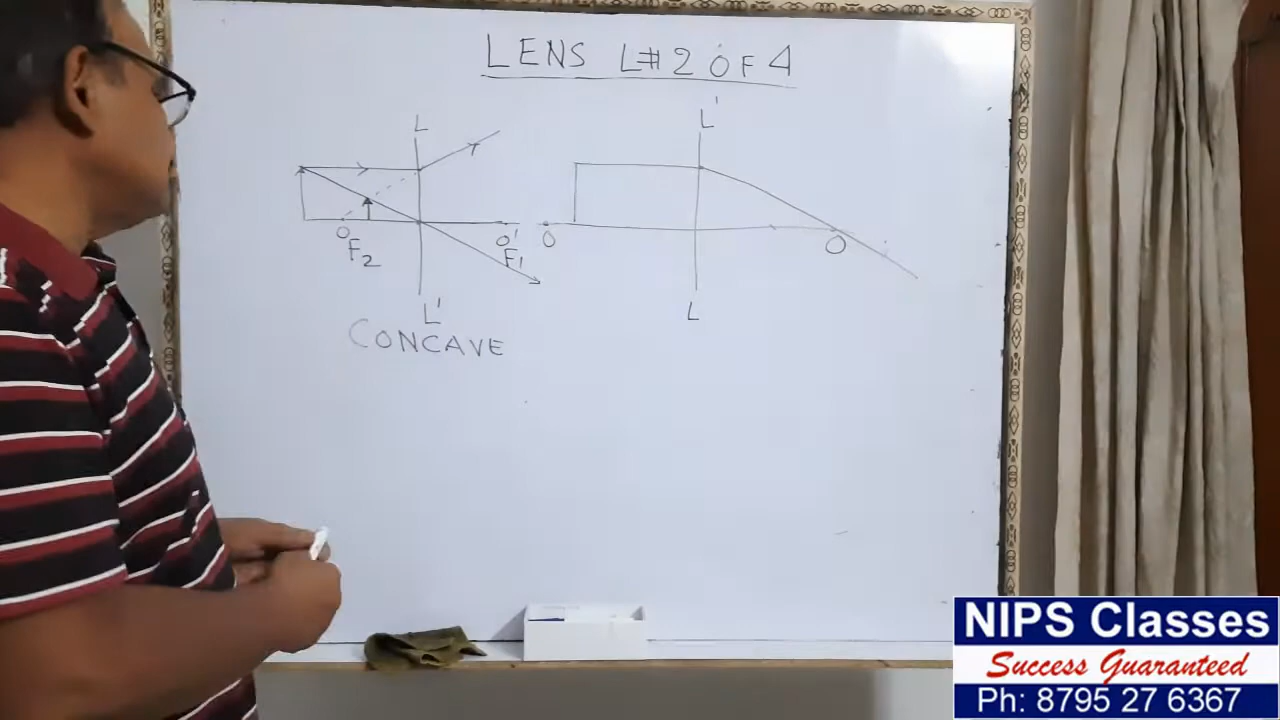 LENS L#2 OF 4
L
O
F2
O'
F1
L'
CONCAVE
L'
O
O
L
NIPS Classes
Success Guaranteed
Ph: 8795 27 6367